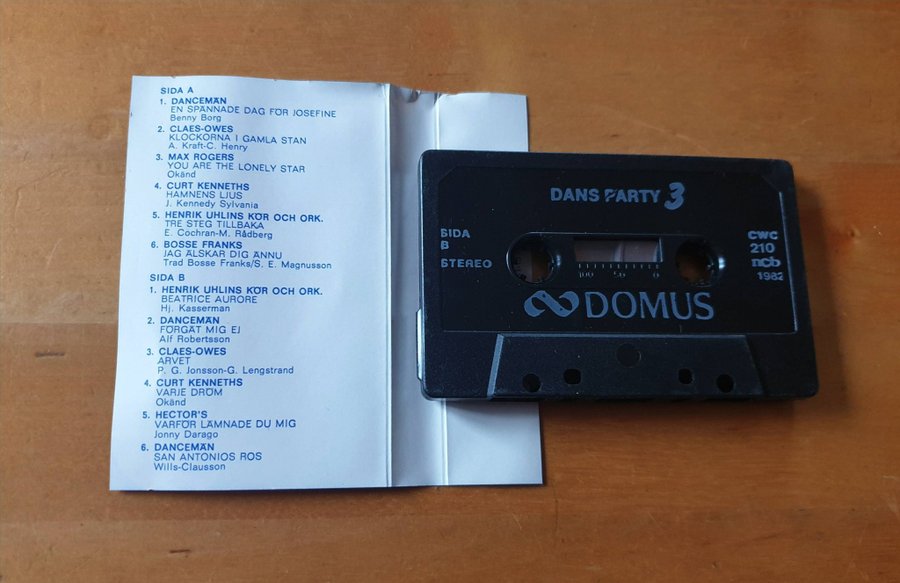 SIDA A
1. DANCEMÄN
EN SPÄNNADE DAG FÖR JOSEFINE
Benny Borg
2. CLAES-OWES
KLOCKORNA I GAMLA STAN
A. Kraft-C. Henry
3. MAX ROGERS
YOU ARE THE LONELY STAR
Okänd
4. CURT KENNETHS
HAMNENS LJUS
J. Kennedy Sylvania
5. HENRIK UHLINS KÖR OCH ORK.
TRE STEG TILLBAKA
E. Cochran-M. Rådberg
6. BOSSE FRANKS
JAG ÄLSKAR DIG ÄNNU
Trad Bosse Franks/S. E. Magnusson
SIDA B
1. HENRIK UHLINS KÖR OCH ORK.
BEATRICE AURORE
Hj. Kasserman
2. DANCEMÄN
FÖRGÄT MIG EJ
Alf Robertsson
3. CLAES-OWES
ARVET
P. G. Jonsson-G. Lengstrand
4. CURT KENNETHS
VARJE DRÖM
Okänd
5. HECTOR'S
VARFÖR LÄMNADE DU MIG
Jonny Darago
6. DANCEMÄN
SAN ANTONIOS ROS
Wills-Clausson
DANS PARTY 3
SIDA
B
STEREO
CWC
210
ncb
1982
100 50 0
DOMUS